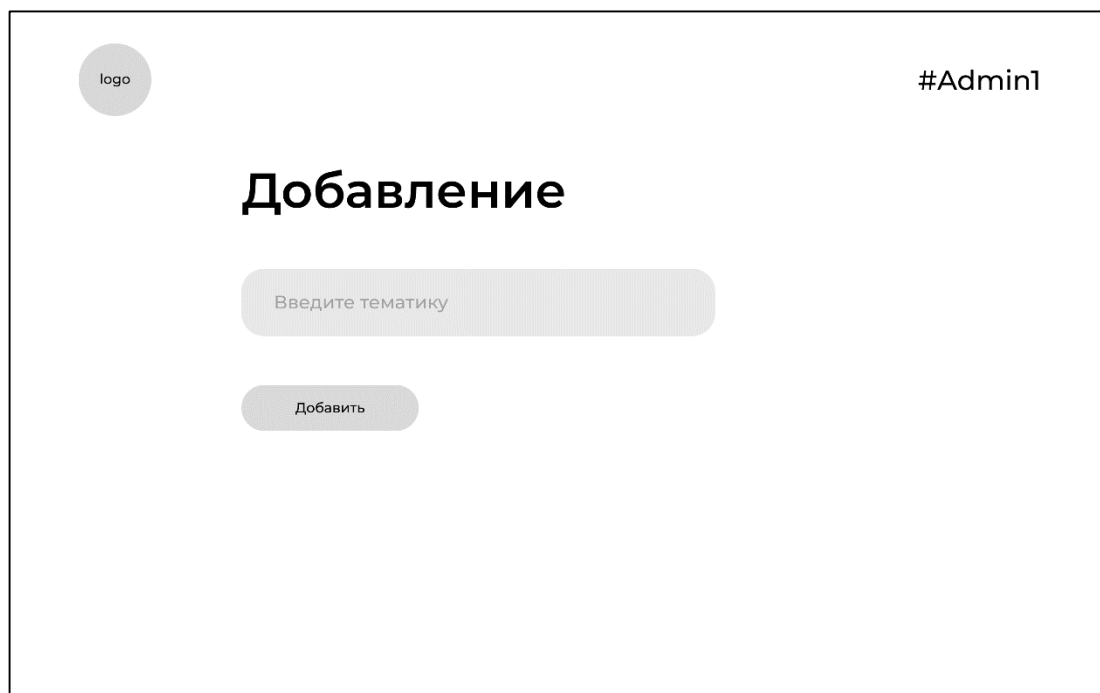 logo
#Admin1
Добавление
Введите тематику
Добавить